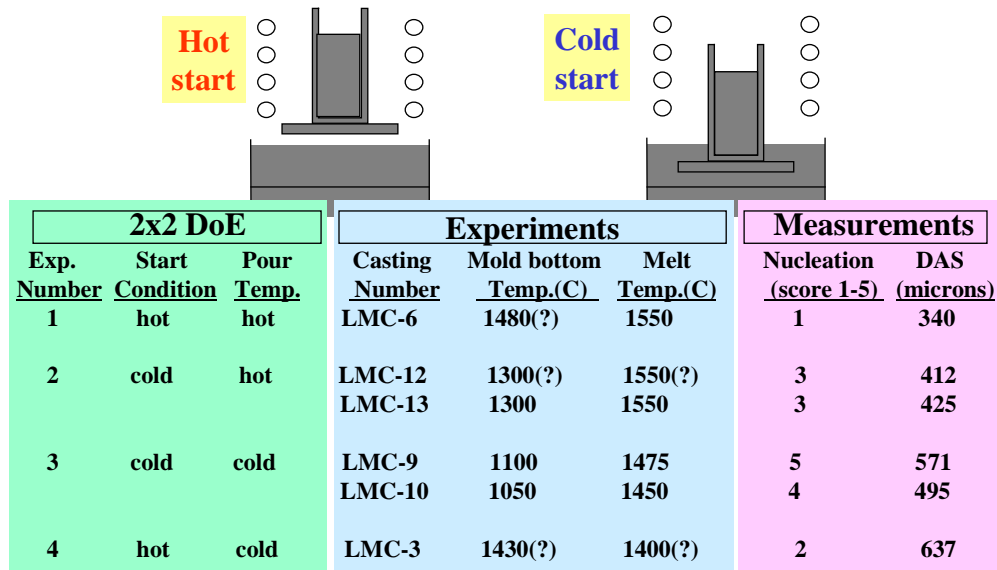 Hot
start
Cold
start
2x2 DoE
Experiments
Measurements
Exp. Start Pour Casting Mold bottom Melt Nucleation DAS
Number Condition Temp. Number Temp.(C) Temp.(C) (score 1-5) (microns)
1 hot hot LMC-6 1480(?) 1550 1 340
2 cold hot LMC-12 1300(?) 1550(?) 3 412
LMC-13 1300 1550 3 425
3 cold cold LMC-9 1100 1475 5 571
LMC-10 1050 1450 4 495
4 hot cold LMC-3 1430(?) 1400(?) 2 637